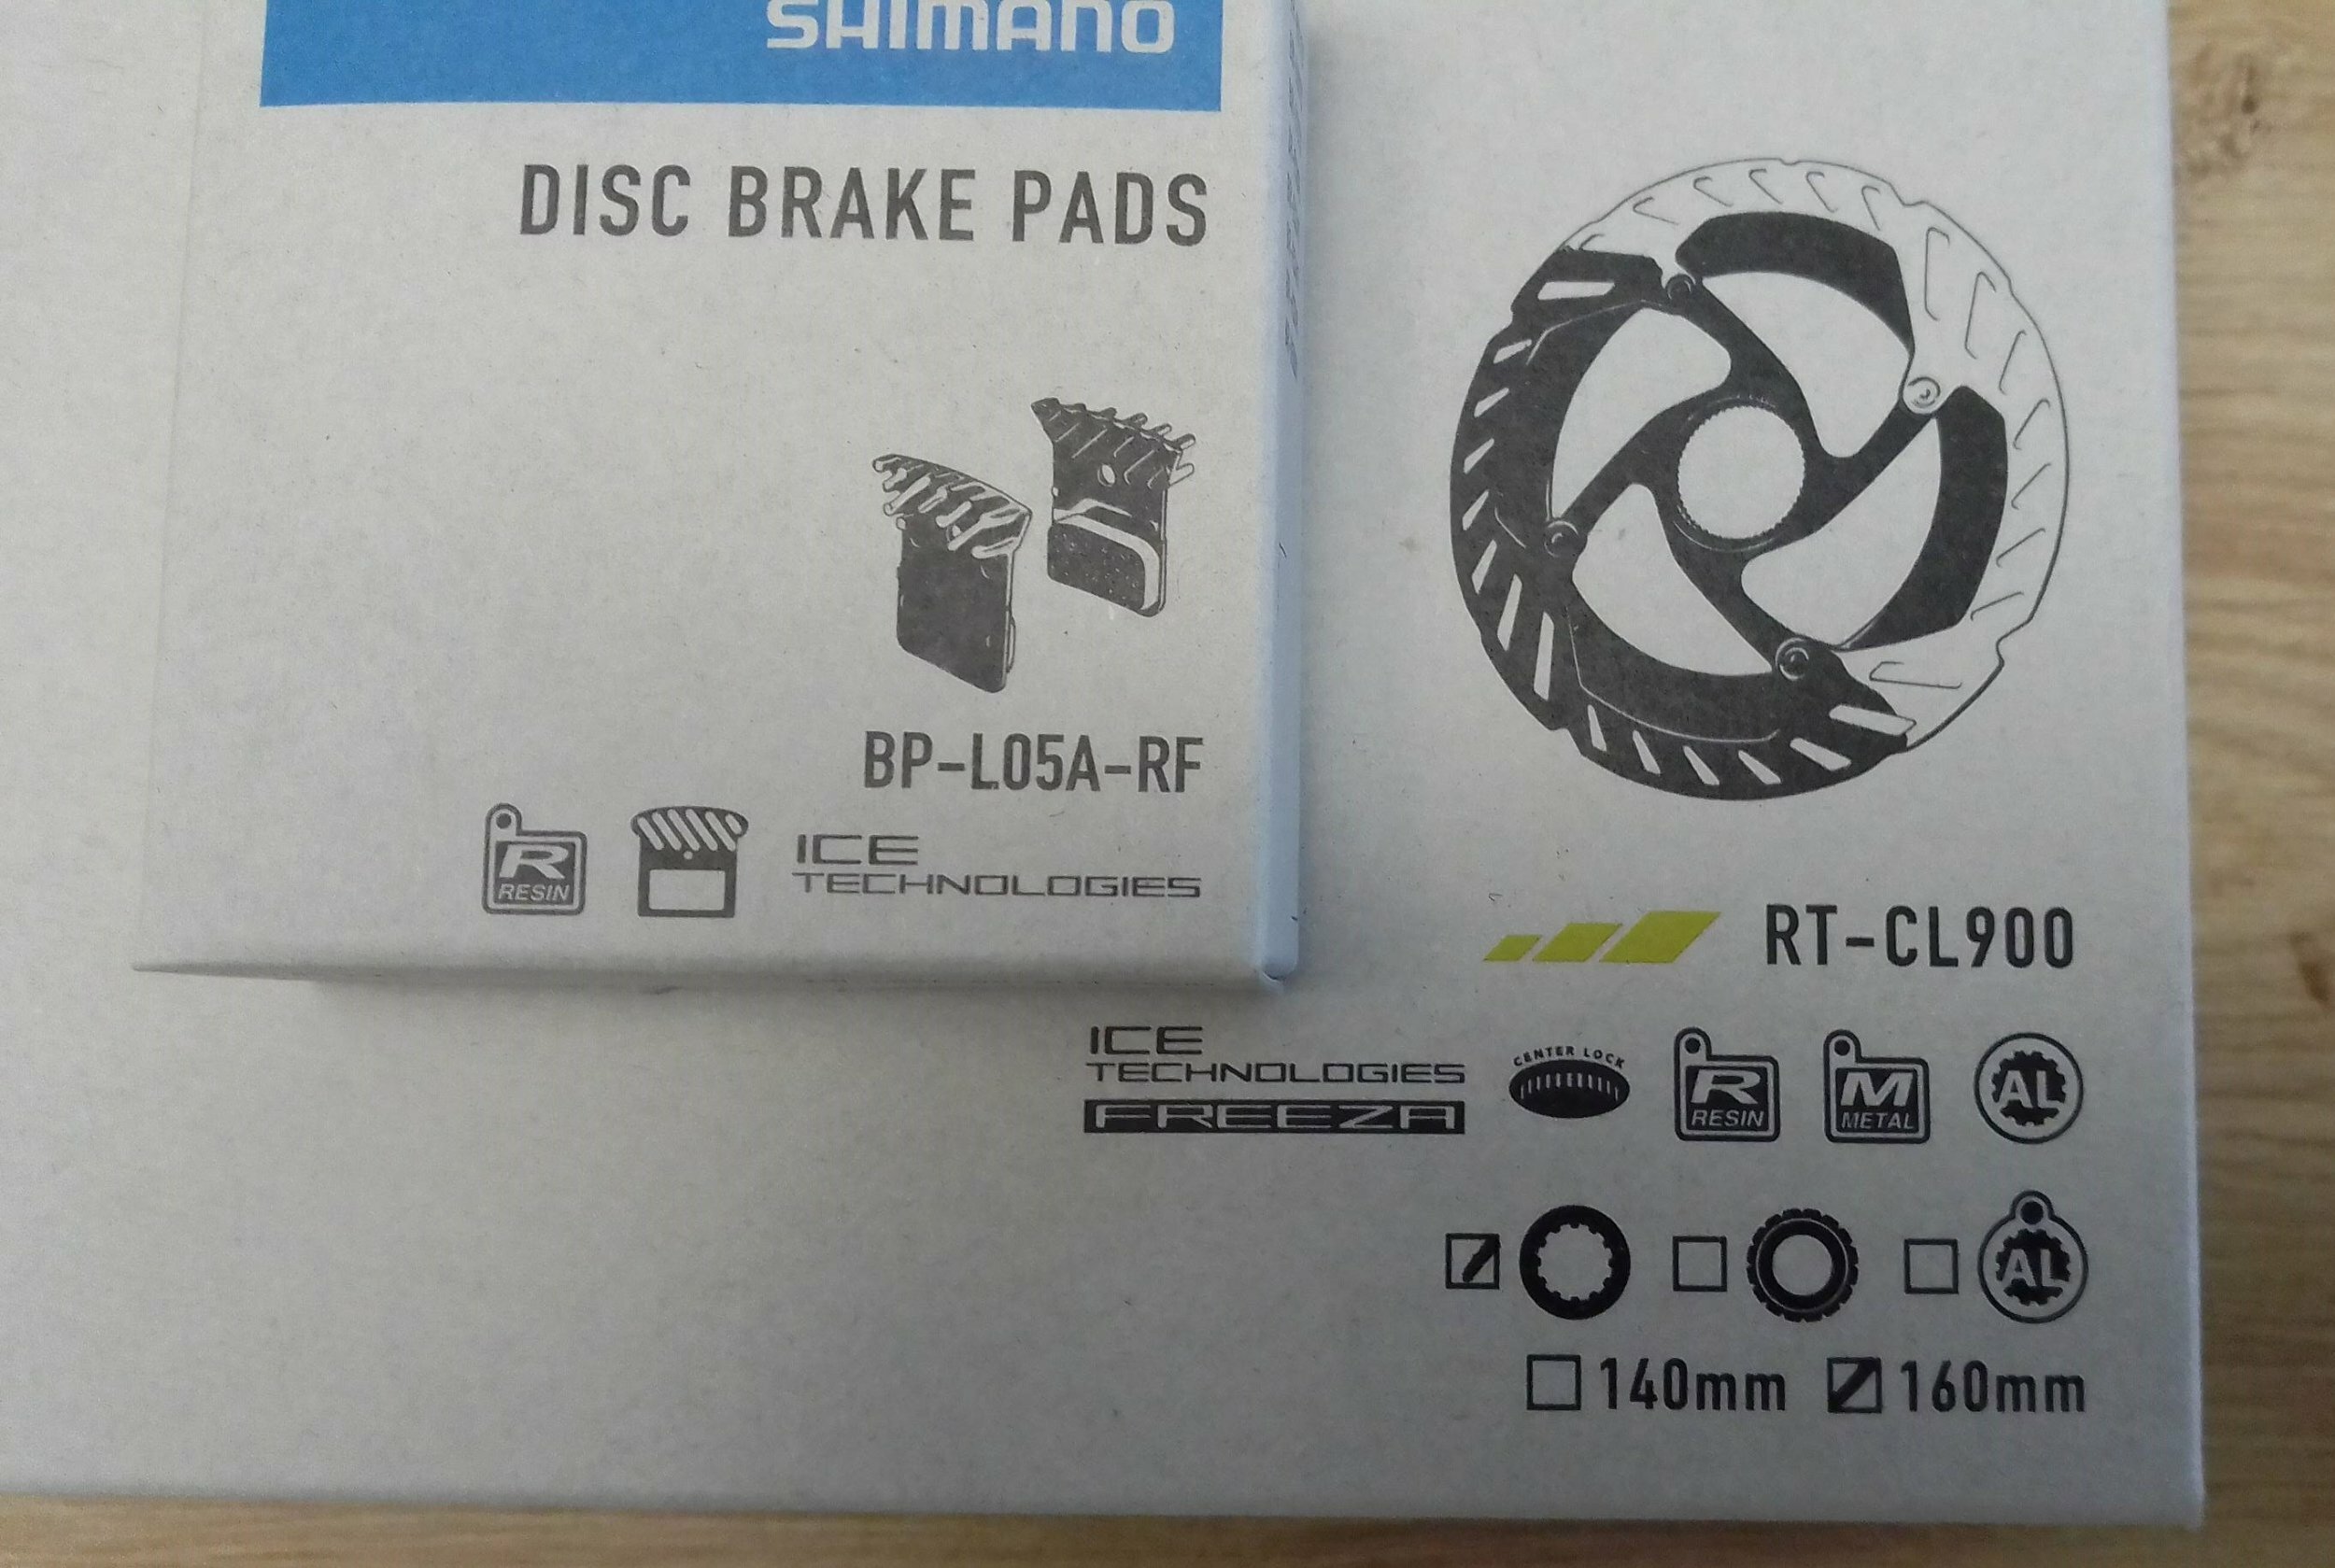 SHIMANO
DISC BRAKE PADS
BP-L05A-RF
R
RESIN
ICE
TECHNOLOGIES
RT-CL900
ICE
TECHNOLOGIES
FREEZA
CENTER LOCK
R
RESIN
M
METAL
AL
AL
140mm 160mm